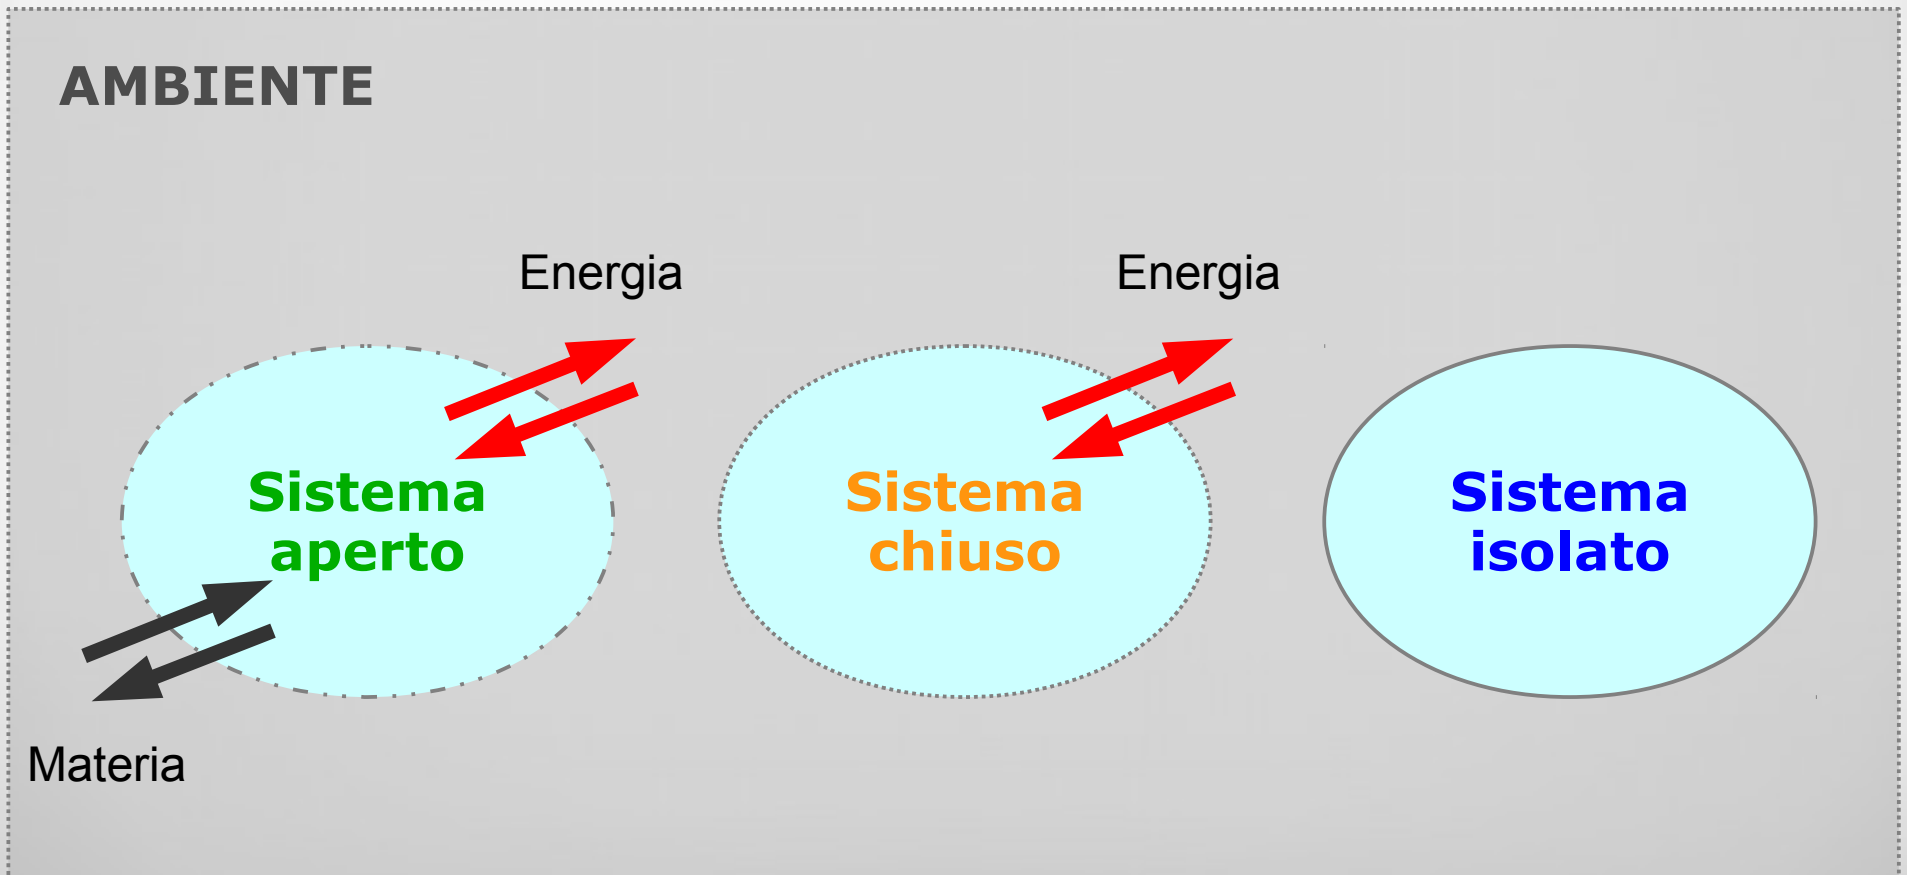 AMBIENTE
Energia
Energia
Sistema
aperto
Sistema
chiuso
Sistema
isolato
Materia